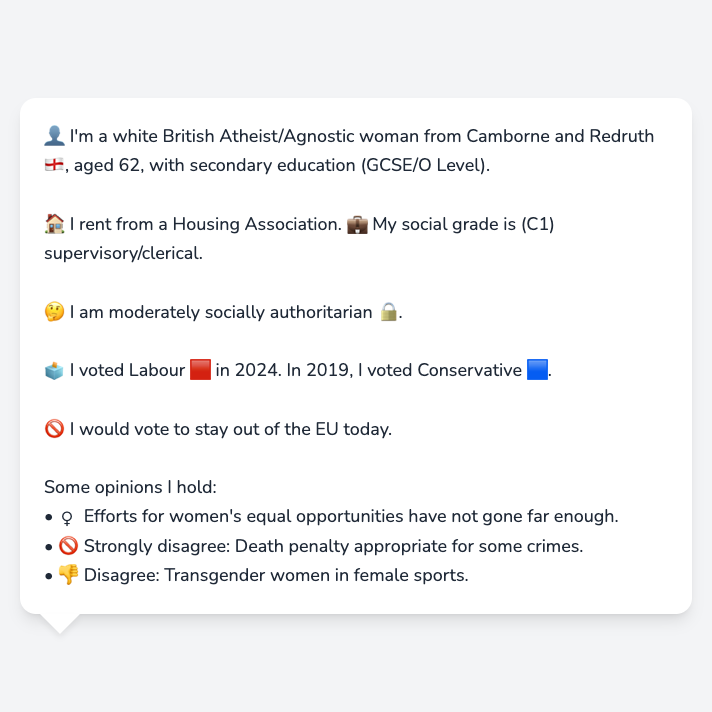 👤 I'm a white British Atheist/Agnostic woman from Camborne and Redruth
🏴󠁧󠁢󠁥󠁮󠁧󠁿, aged 62, with secondary education (GCSE/O Level).
🏠 I rent from a Housing Association. 💼 My social grade is (C1)
supervisory/clerical.
🤔 I am moderately socially authoritarian 🔒.
🗳️ I voted Labour 🟥 in 2024. In 2019, I voted Conservative 🟦.
🚫 I would vote to stay out of the EU today.
Some opinions I hold:
• ♀ Efforts for women's equal opportunities have not gone far enough.
• 🚫 Strongly disagree: Death penalty appropriate for some crimes.
• 👎 Disagree: Transgender women in female sports.